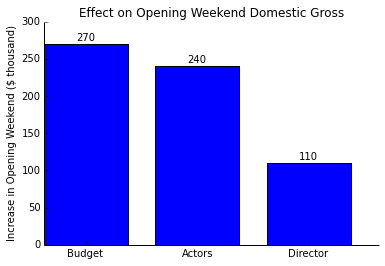 Effect on Opening Weekend Domestic Gross
Increase in Opening Weekend ($ thousand)
300
250
200
150
100
50
0
270
240
110
Budget
Actors
Director